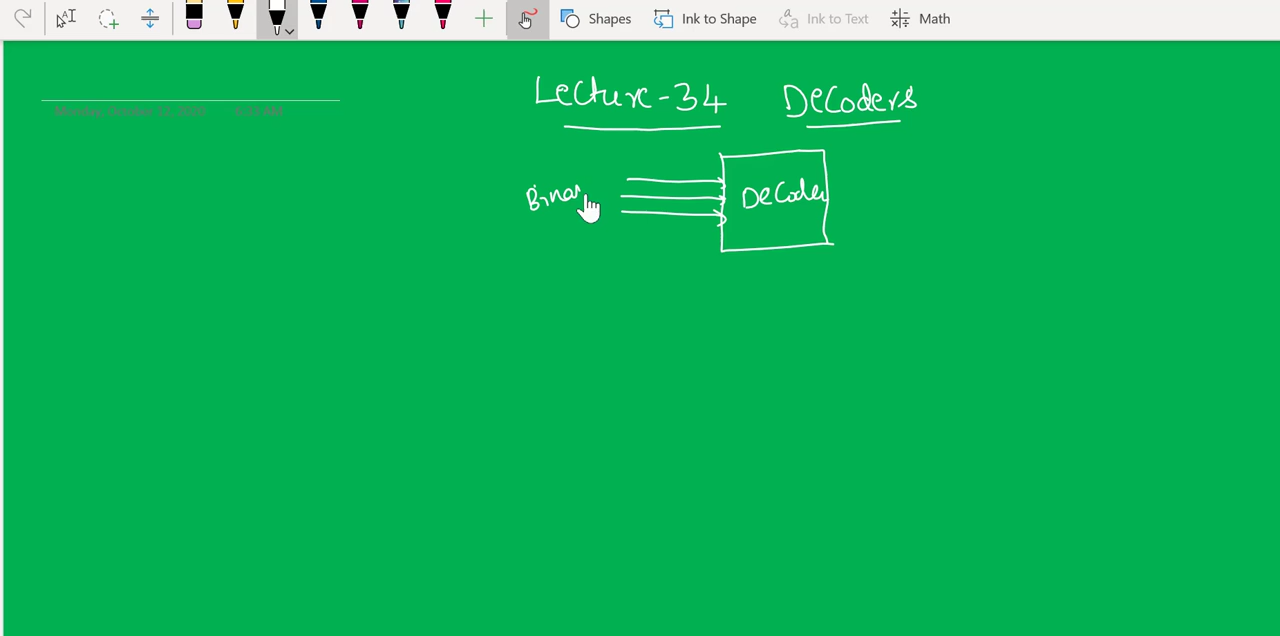 Shapes Ink to Shape Ink to Text Math
Lecture-34 Decoders
Binar
Decoder